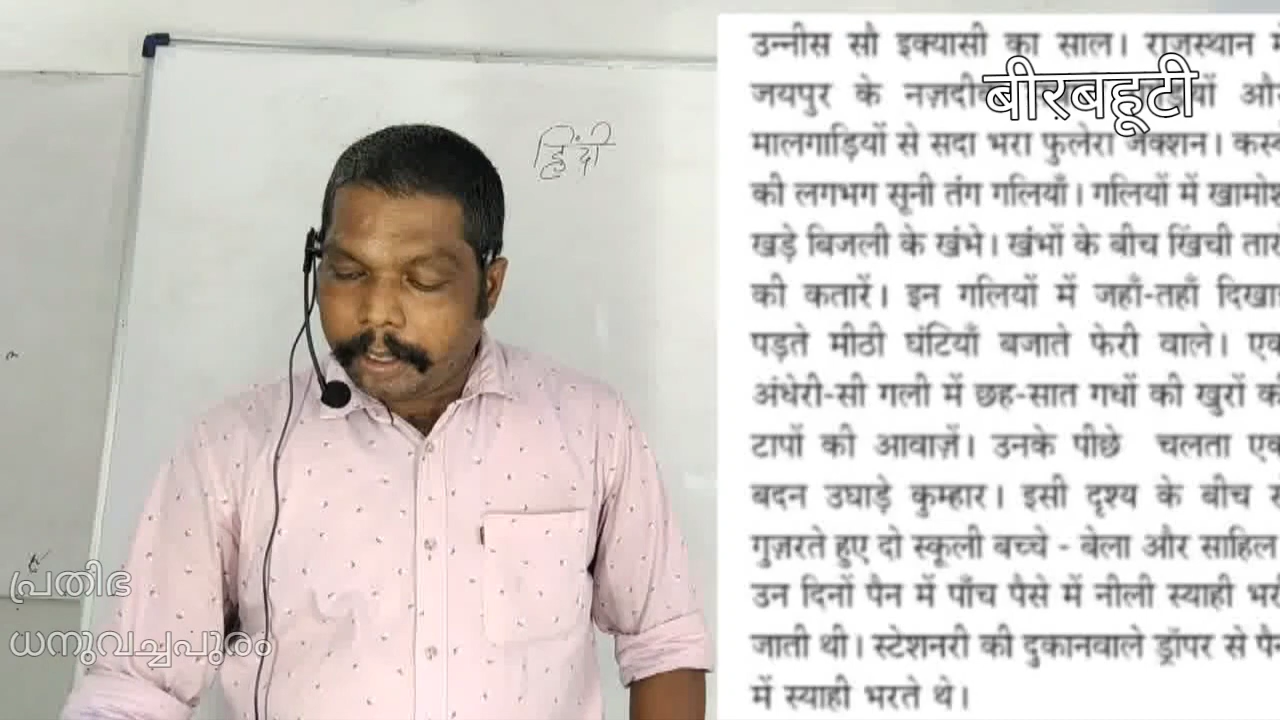 हिंदी
बीरबहूटी
उन्नीस सौ इक्यासी का साल। राजस्थान
जयपुर के
मालगाड़ियों से सदा भरा फुलेरा जंक्शन।
की लगभग सूनी तंग गलियाँ। गलियों में
खड़े बिजली के खंभे। खंभों के बीच खिंची
की कतारें। इन गलियों में जहाँ-तहाँ
पड़ते मीठी घंटियाँ बजाते फेरी वाले।
अंधेरी-सी गली में छह-सात गधों की खुरों
टापों की आवाज़ें। उनके पीछे चलता
बदन उघाड़े कुम्हार। इसी दृश्य के बीच
गुज़रते हुए दो स्कूली बच्चे - बेला और साहिल
उन दिनों पैन में पाँच पैसे में नीली स्याही
जाती थी। स्टेशनरी की दुकानवाले ड्रॉपर से
में स्याही भरते थे।
പ്രതിഭ
ധനുവച്ചപുരം